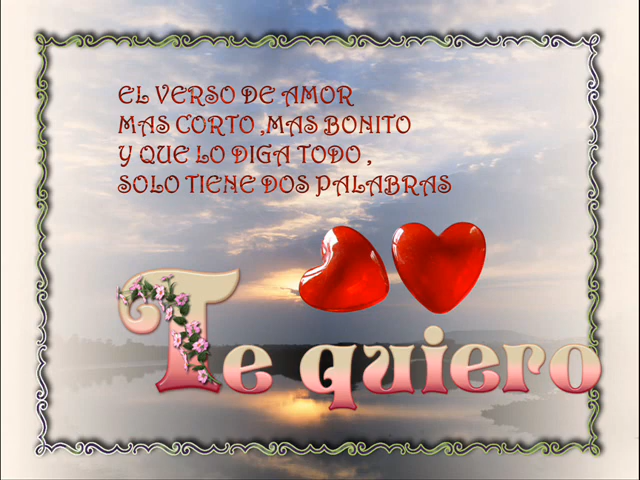 EL VERSO DE AMOR
MAS CORTO ,MAS BONITO
Y QUE LO DIGA TODO ,
SOLO TIENE DOS PALABRAS
Te quiero